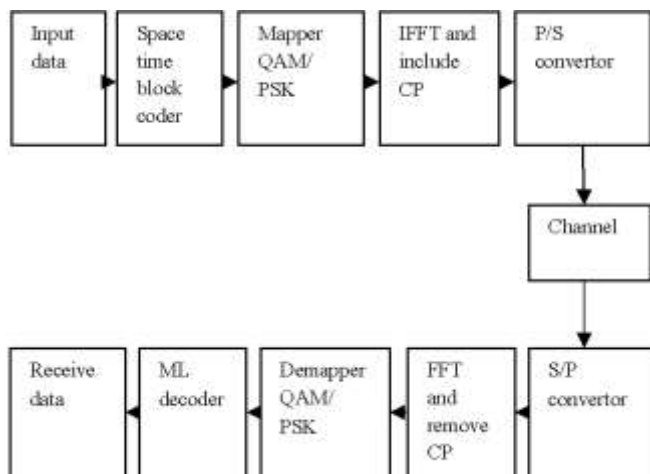 Input
data
Space
time
block
coder
Mapper
QAM/
PSK
IFFT and
include
CP
P/S
convertor
Channel
Receive
data
ML
decoder
Demapper
QAM/
PSK
FFT
and
remove
CP
S/P
convertor